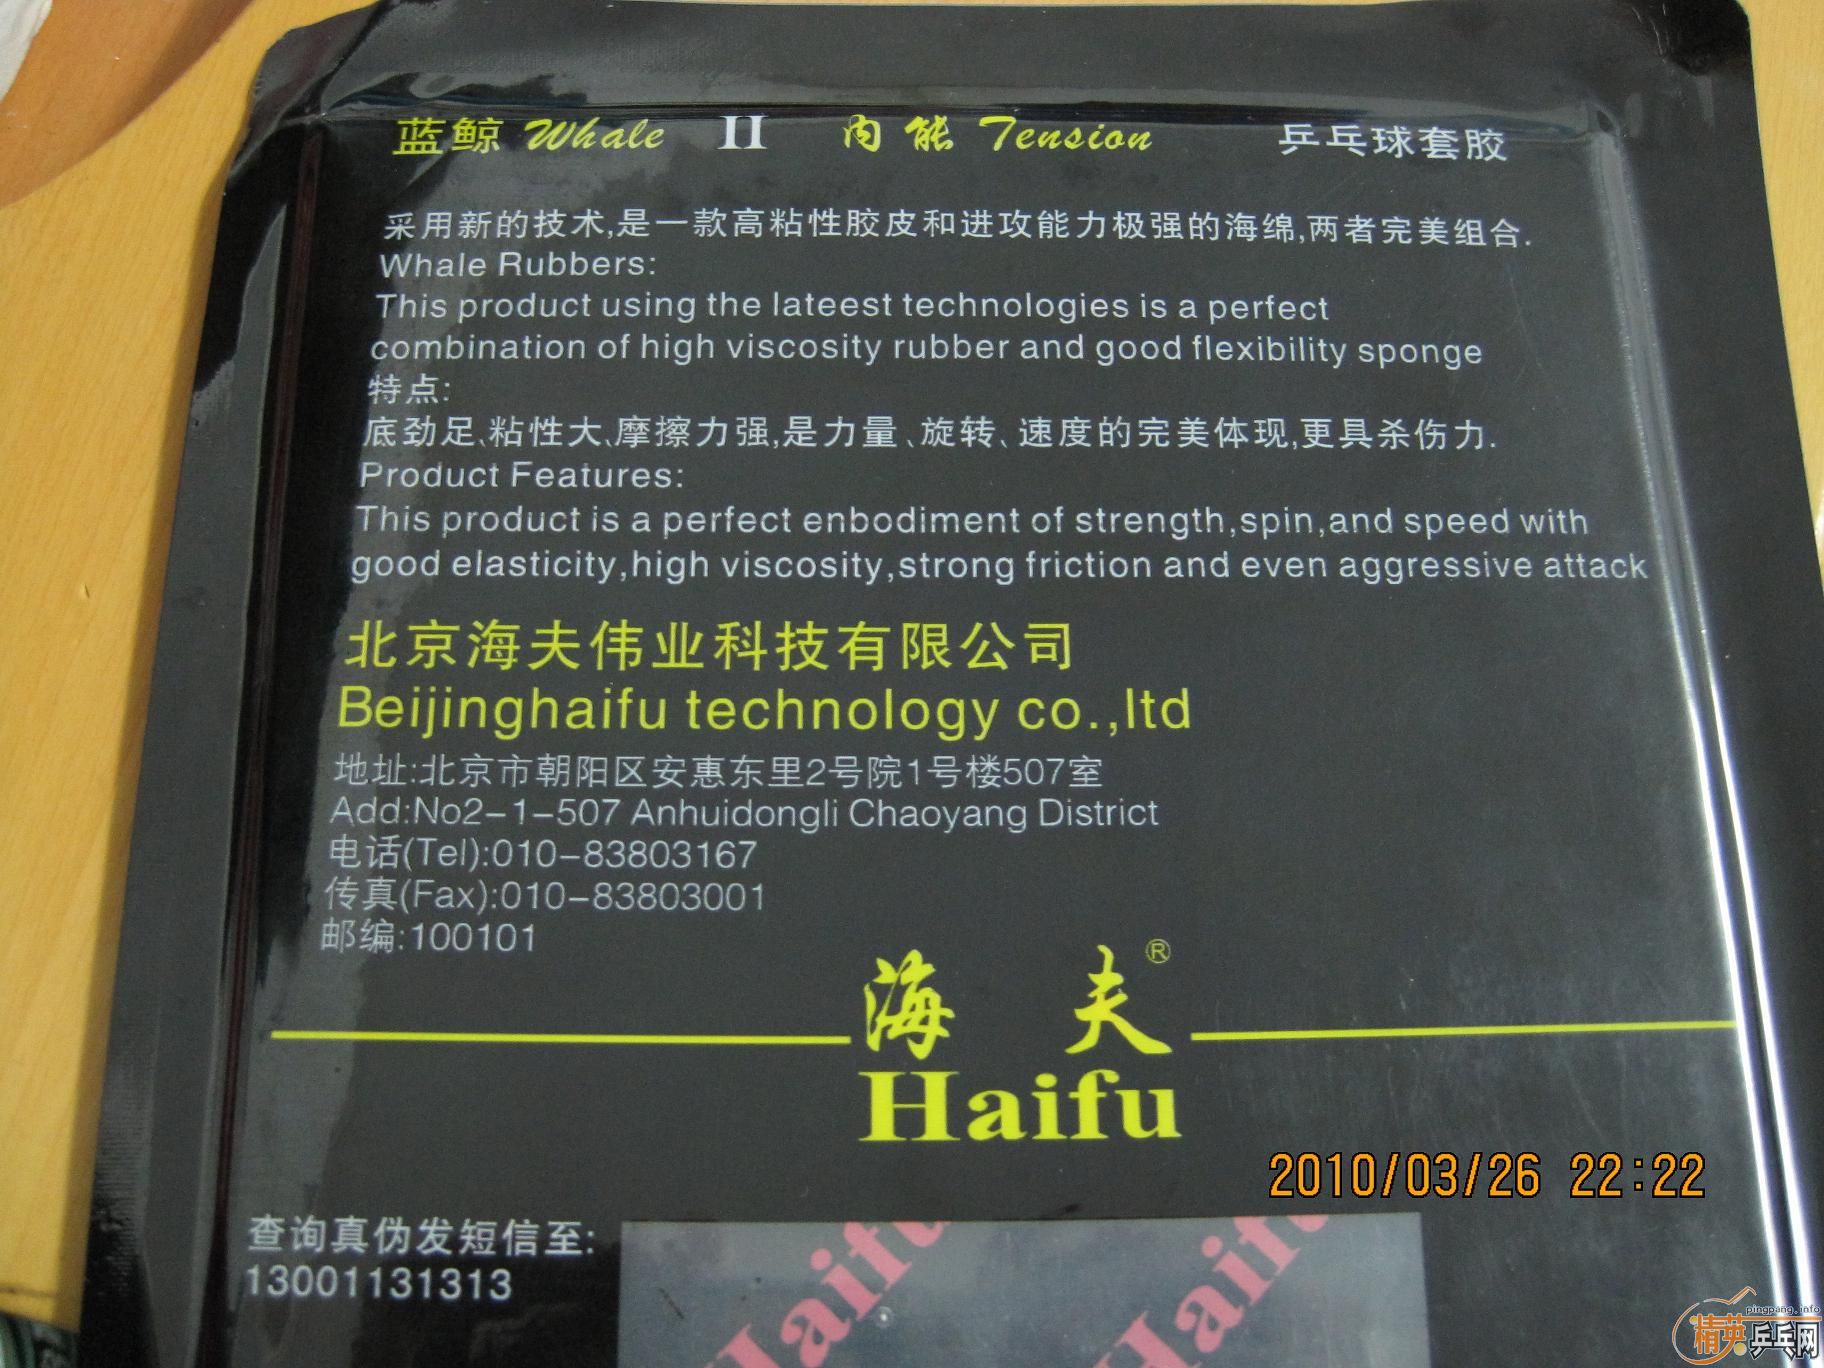 蓝鲸 Whale II 内能 Tension 乒乓球套胶
采用新的技术,是一款高粘性胶皮和进攻能力极强的海绵,两者完美组合.
Whale Rubbers:
This product using the lateest technologies is a perfect
combination of high viscosity rubber and good flexibility sponge
特点:
底劲足、粘性大、摩擦力强,是力量、旋转、速度的完美体现,更具杀伤力.
Product Features:
This product is a perfect enbodiment of strength,spin,and speed with
good elasticity,high viscosity,strong friction and even aggressive attack
北京海夫伟业科技有限公司
Beijinghaifu technology co.,ltd
地址:北京市朝阳区安惠东里2号院1号楼507室
Add:No2-1-507 Anhuidongli Chaoyang District
电话(Tel):010-83803167
传真(Fax):010-83803001
邮编:100101
海夫®
Haifu
2010/03/26 22:22
查询真伪发短信至:
13001131313
Haifu Haifu
pingpang.info
精英乒乓网